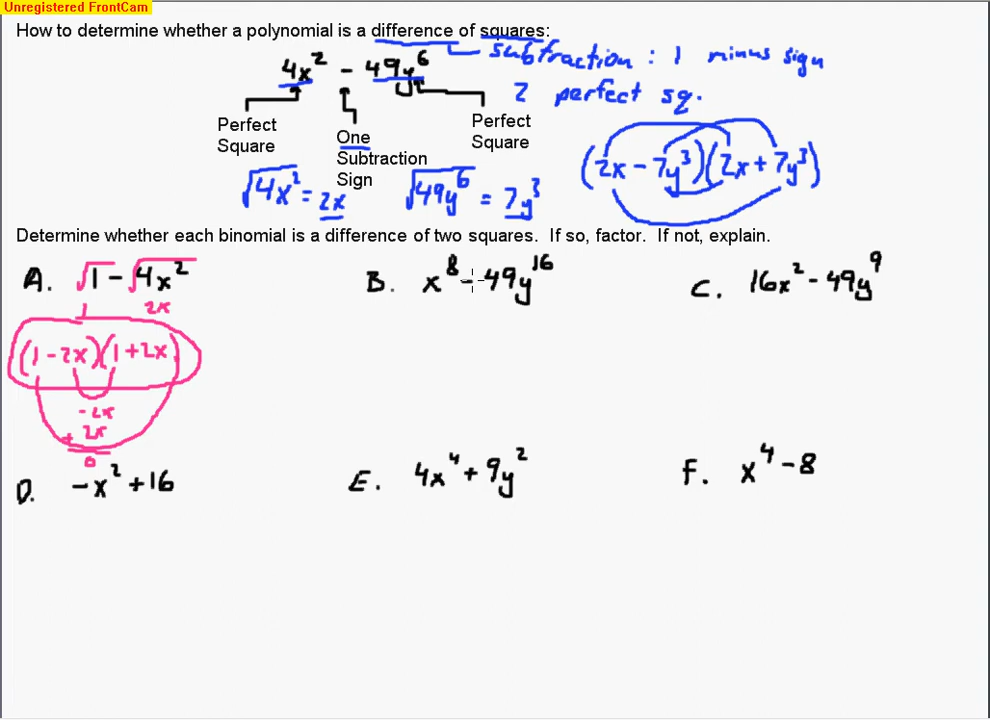 Unregistered FrontCam
How to determine whether a polynomial is a difference of squares:
subtraction : 1 minus sign
4x² - 49y⁶
2 perfect sq.
Perfect
Square
One
Subtraction
Sign
Perfect
Square
(2x - 7y³)(2x + 7y³)
√4x² = 2x
√49y⁶ = 7y³
Determine whether each binomial is a difference of two squares. If so, factor. If not, explain.
A. √1 - √4x²
1 2x
(1 - 2x)(1 + 2x)
-2x
+ 2x
0
B. x⁸ - 49y¹⁶
C. 16x² - 49y⁹
D. -x² + 16
E. 4x⁴ + 9y²
F. x⁴ - 8